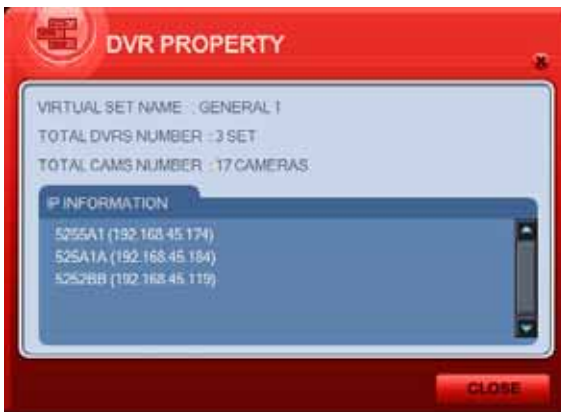 DVR PROPERTY
VIRTUAL SET NAME : GENERAL 1
TOTAL DVRS NUMBER : 3 SET
TOTAL CAMS NUMBER : 17 CAMERAS
IP INFORMATION
5255A1 (192.168.45.174)
525A1A (192.168.45.184)
5252BB (192.168.45.119)
CLOSE